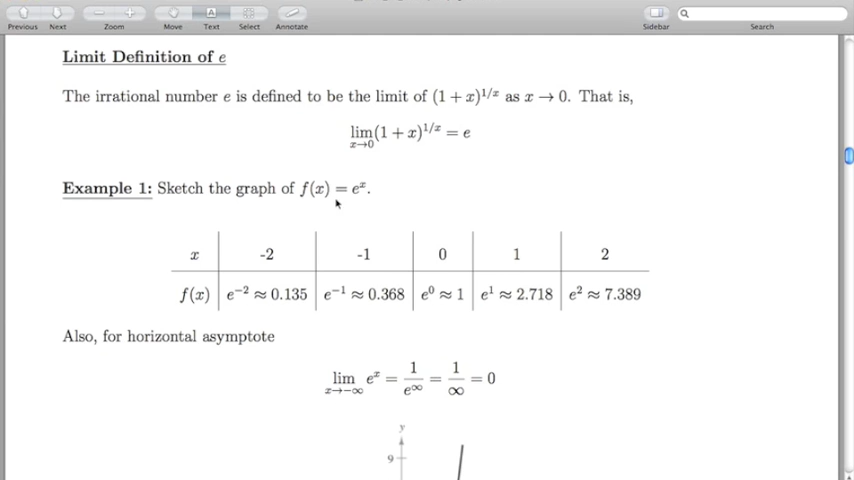 Previous Next Zoom Move Text Select Annotate Sidebar Search
Limit Definition of e
The irrational number e is defined to be the limit of (1 + x)^{1/x} as x → 0. That is,
lim_{x→0} (1 + x)^{1/x} = e
Example 1: Sketch the graph of f(x) = e^x.
x -2 -1 0 1 2
f(x) e^{-2} ≈ 0.135 e^{-1} ≈ 0.368 e^0 ≈ 1 e^1 ≈ 2.718 e^2 ≈ 7.389
Also, for horizontal asymptote
lim_{x→-∞} e^x = 1/e^∞ = 1/∞ = 0
y
9